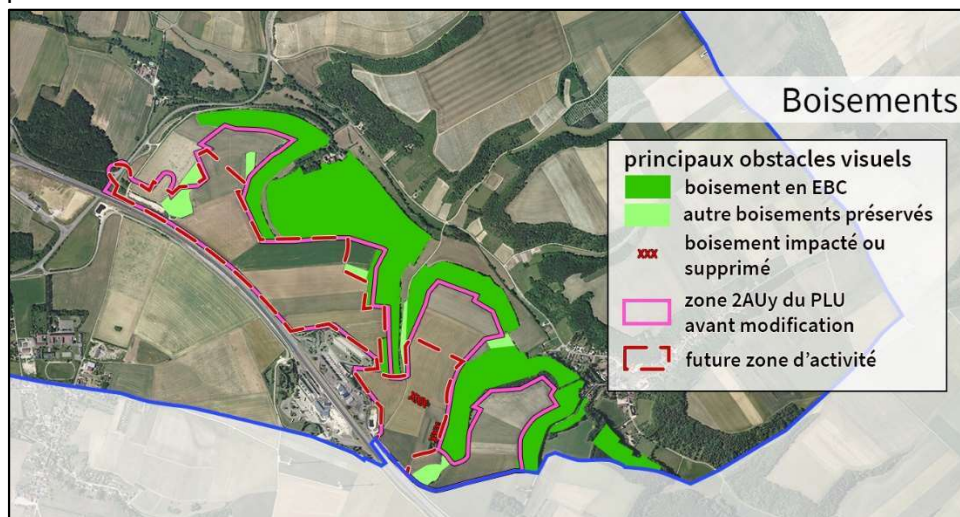 Boisements
principaux obstacles visuels
boisement en EBC
autre boisements préservés
xxx
boisement impacté ou
supprimé
zone 2AUy du PLU
avant modification
future zone d'activité